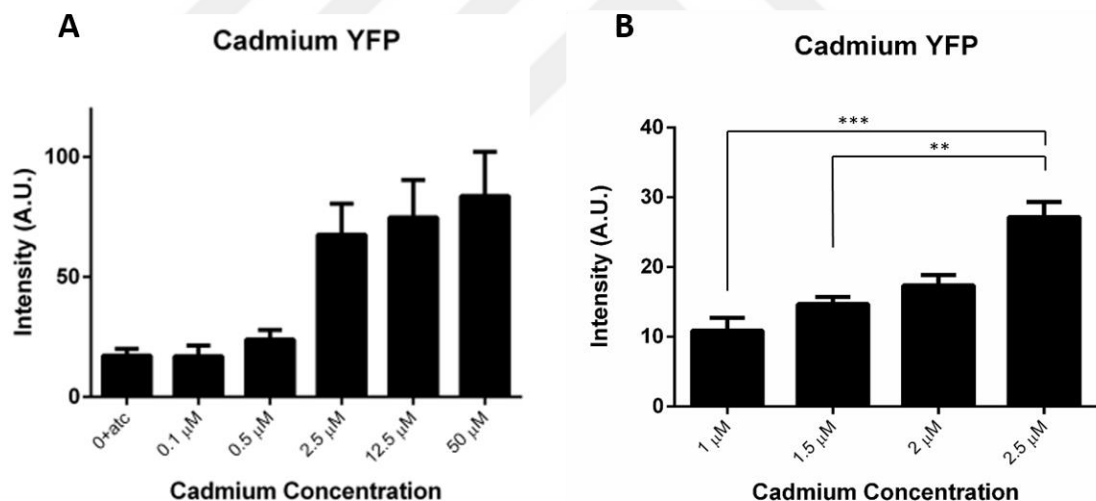 A
Cadmium YFP
Intensity (A.U.)
100
50
0
0+atc
0.1 μM
0.5 μM
2.5 μM
12.5 μM
50 μM
Cadmium Concentration
B
Cadmium YFP
Intensity (A.U.)
40
30
20
10
0
***
**
1 μM
1.5 μM
2 μM
2.5 μM
Cadmium Concentration